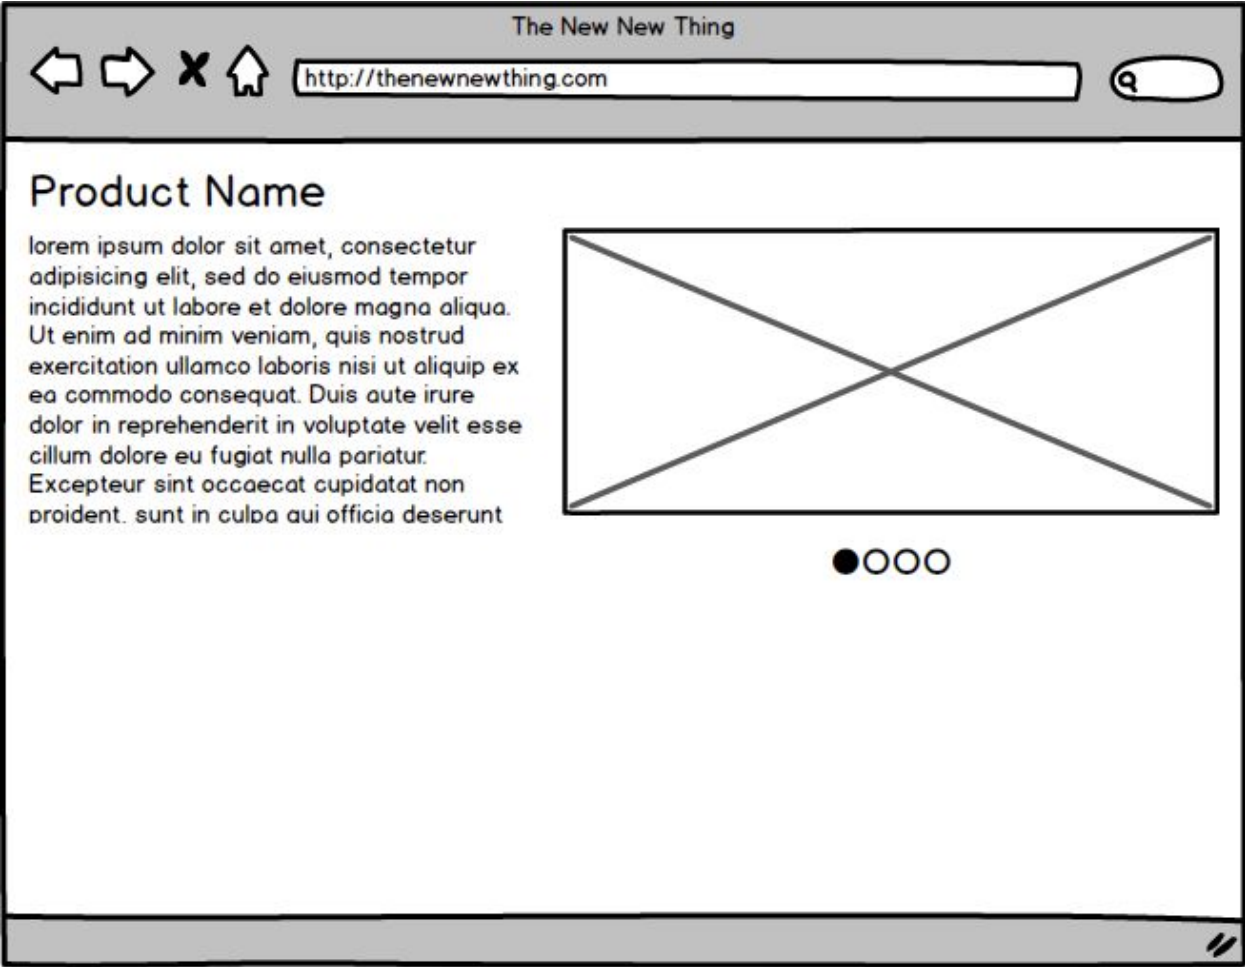 The New New Thing
http://thenewnewthing.com
Product Name
lorem ipsum dolor sit amet, consectetur
adipisicing elit, sed do eiusmod tempor
incididunt ut labore et dolore magna aliqua.
Ut enim ad minim veniam, quis nostrud
exercitation ullamco laboris nisi ut aliquip ex
ea commodo consequat. Duis aute irure
dolor in reprehenderit in voluptate velit esse
cillum dolore eu fugiat nulla pariatur.
Excepteur sint occaecat cupidatat non
proident, sunt in culpa qui officia deserunt